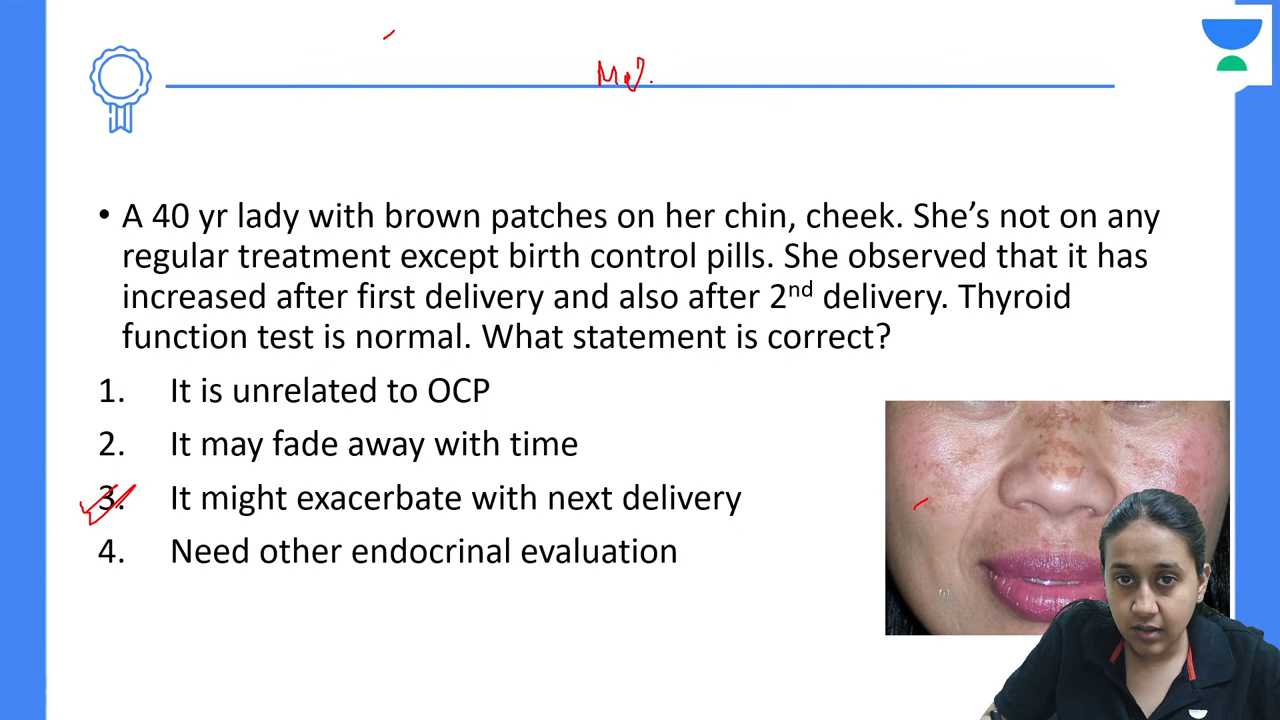 • A 40 yr lady with brown patches on her chin, cheek. She’s not on any
regular treatment except birth control pills. She observed that it has
increased after first delivery and also after 2nd delivery. Thyroid
function test is normal. What statement is correct?
1. It is unrelated to OCP
2. It may fade away with time
3. It might exacerbate with next delivery
4. Need other endocrinal evaluation